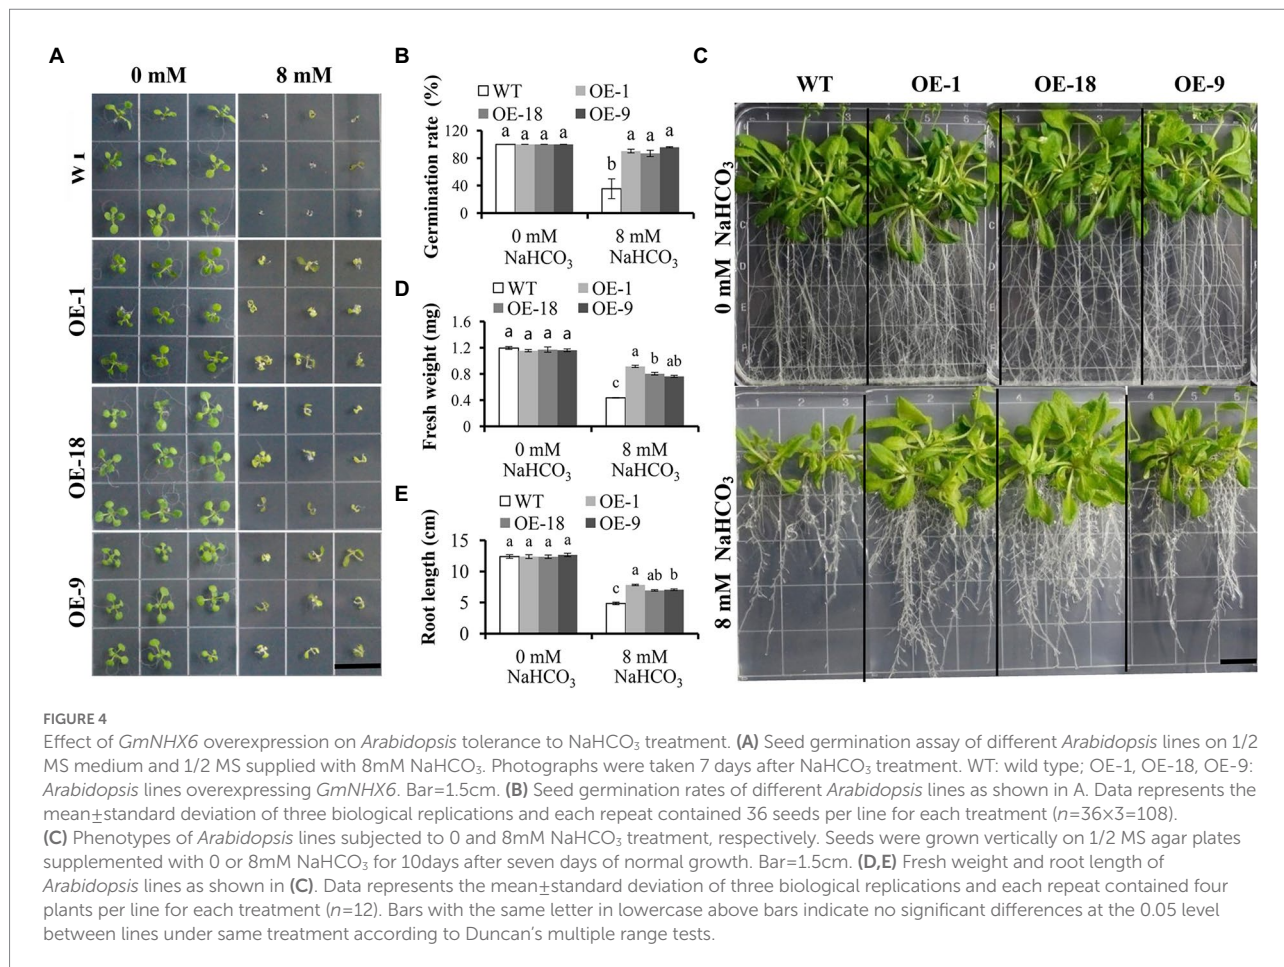 A
0 mM
8 mM
WT
OE-1
OE-18
OE-9
B
WT
OE-1
OE-18
OE-9
Germination rate (%)
120
80
40
0
a a a a
b a a a
0 mM
NaHCO₃
8 mM
NaHCO₃
D
WT
OE-1
OE-18
OE-9
Fresh weight (mg)
1.6
1.2
0.8
0.4
0
a a a a
c a b ab
0 mM
NaHCO₃
8 mM
NaHCO₃
E
WT
OE-1
OE-18
OE-9
Root length (cm)
15
10
5
0
a a a a
c a ab b
0 mM
NaHCO₃
8 mM
NaHCO₃
C
WT
OE-1
OE-18
OE-9
0 mM NaHCO₃
8 mM NaHCO₃
FIGURE 4
Effect of GmNHX6 overexpression on Arabidopsis tolerance to NaHCO₃ treatment. (A) Seed germination assay of different Arabidopsis lines on 1/2
MS medium and 1/2 MS supplied with 8mM NaHCO₃. Photographs were taken 7 days after NaHCO₃ treatment. WT: wild type; OE-1, OE-18, OE-9:
Arabidopsis lines overexpressing GmNHX6. Bar=1.5cm. (B) Seed germination rates of different Arabidopsis lines as shown in A. Data represents the
mean±standard deviation of three biological replications and each repeat contained 36 seeds per line for each treatment (n=36×3=108).
(C) Phenotypes of Arabidopsis lines subjected to 0 and 8mM NaHCO₃ treatment, respectively. Seeds were grown vertically on 1/2 MS agar plates
supplemented with 0 or 8mM NaHCO₃ for 10days after seven days of normal growth. Bar=1.5cm. (D,E) Fresh weight and root length of
Arabidopsis lines as shown in (C). Data represents the mean±standard deviation of three biological replications and each repeat contained four
plants per line for each treatment (n=12). Bars with the same letter in lowercase above bars indicate no significant differences at the 0.05 level
between lines under same treatment according to Duncan's multiple range tests.